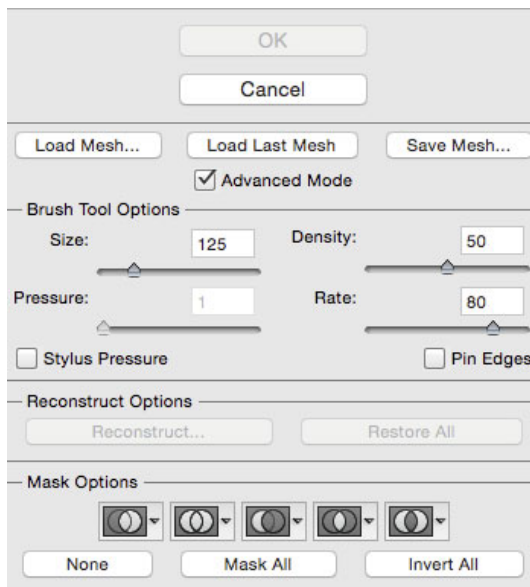 OK
Cancel
Load Mesh... Load Last Mesh Save Mesh...
Advanced Mode
Brush Tool Options
Size: 125 Density: 50
Pressure: 1 Rate: 80
Stylus Pressure Pin Edges
Reconstruct Options
Reconstruct... Restore All
Mask Options
None Mask All Invert All